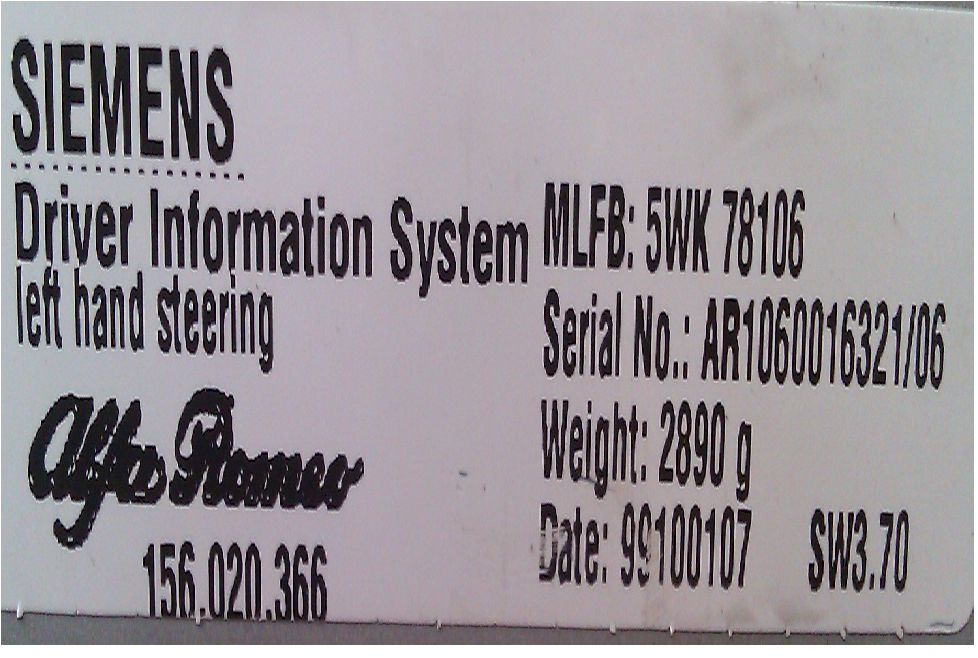 SIEMENS
Driver Information System
left hand steering
Alfa Romeo
156.020.366
MLFB: 5WK 78106
Serial No.: AR1060016321/06
Weight: 2890 g
Date: 99100107 SW3.70